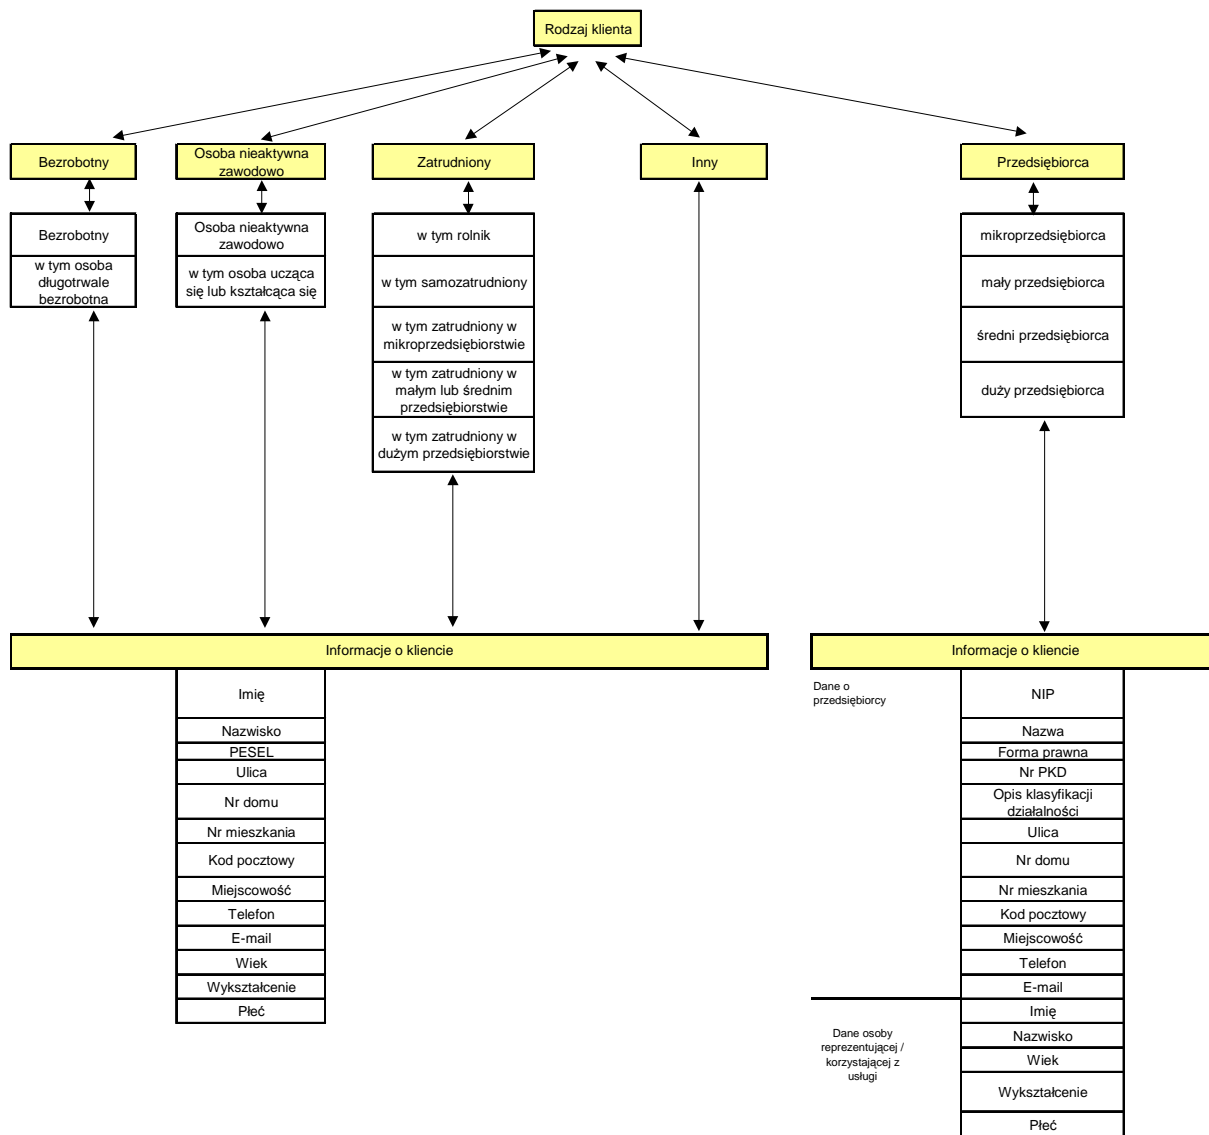 Rodzaj klienta
Bezrobotny
Osoba nieaktywna
zawodowo
Zatrudniony
Inny
Przedsiębiorca
Bezrobotny
w tym osoba
długotrwale
bezrobotna
Osoba nieaktywna
zawodowo
w tym osoba ucząca
się lub kształcąca się
w tym rolnik
w tym samozatrudniony
w tym zatrudniony w
mikroprzedsiębiorstwie
w tym zatrudniony w
małym lub średnim
przedsiębiorstwie
w tym zatrudniony w
dużym przedsiębiorstwie
mikroprzedsiębiorca
mały przedsiębiorca
średni przedsiębiorca
duży przedsiębiorca
Informacje o kliencie
Imię
Nazwisko
PESEL
Ulica
Nr domu
Nr mieszkania
Kod pocztowy
Miejscowość
Telefon
E-mail
Wiek
Wykształcenie
Płeć
Informacje o kliencie
Dane o
przedsiębiorcy
NIP
Nazwa
Forma prawna
Nr PKD
Opis klasyfikacji
działalności
Ulica
Nr domu
Nr mieszkania
Kod pocztowy
Miejscowość
Telefon
E-mail
Dane osoby
reprezentującej /
korzystającej z
usługi
Imię
Nazwisko
Wiek
Wykształcenie
Płeć